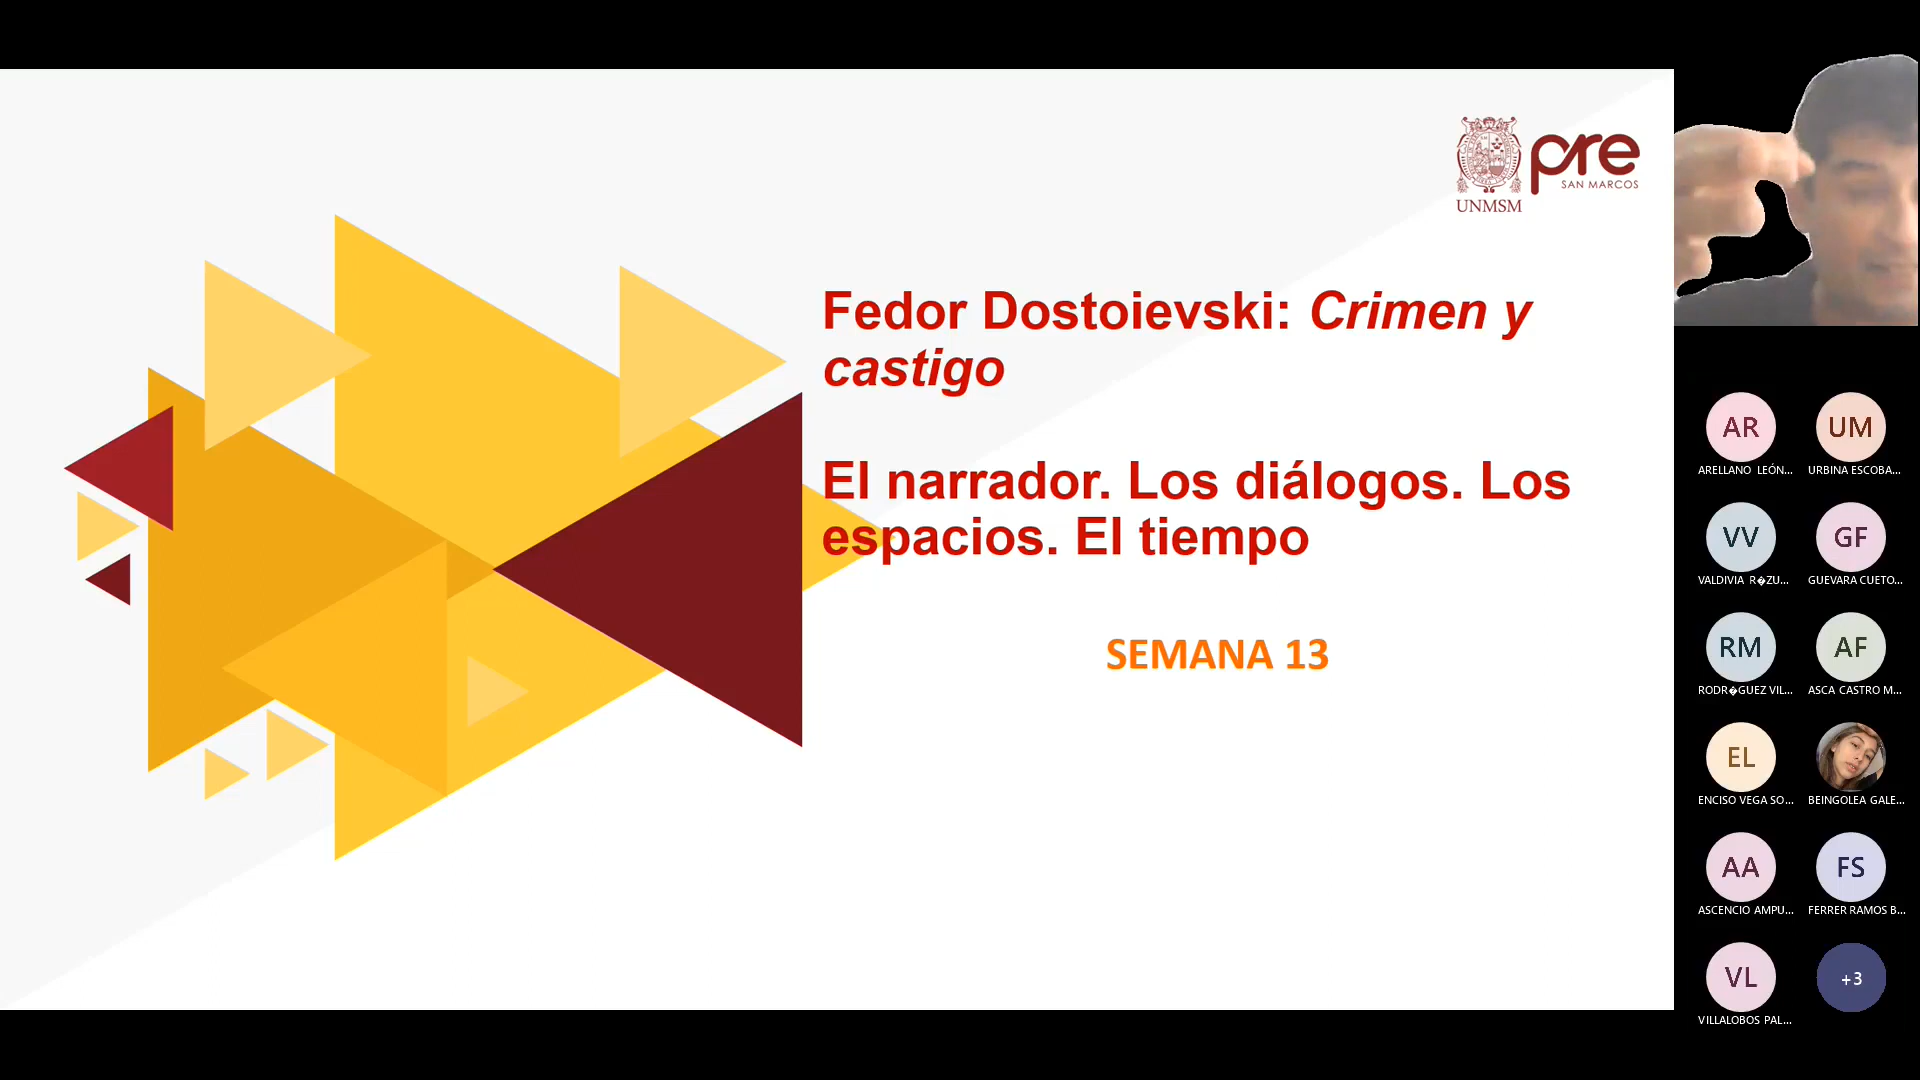 UNMSM
pre
SAN MARCOS
Fedor Dostoievski: Crimen y
castigo
El narrador. Los diálogos. Los
espacios. El tiempo
SEMANA 13
AR
ARELLANO LEÓN...
UM
URBINA ESCOBA...
VV
VALDIVIA R�ZU...
GF
GUEVARA CUETO...
RM
RODR�GUEZ VIL...
AF
ASCA CASTRO M...
EL
ENCISO VEGA SO...
BEINGOLEA GALE...
AA
ASCENCIO AMPU...
FS
FERRER RAMOS B...
VL
VILLALOBOS PAL...
+3